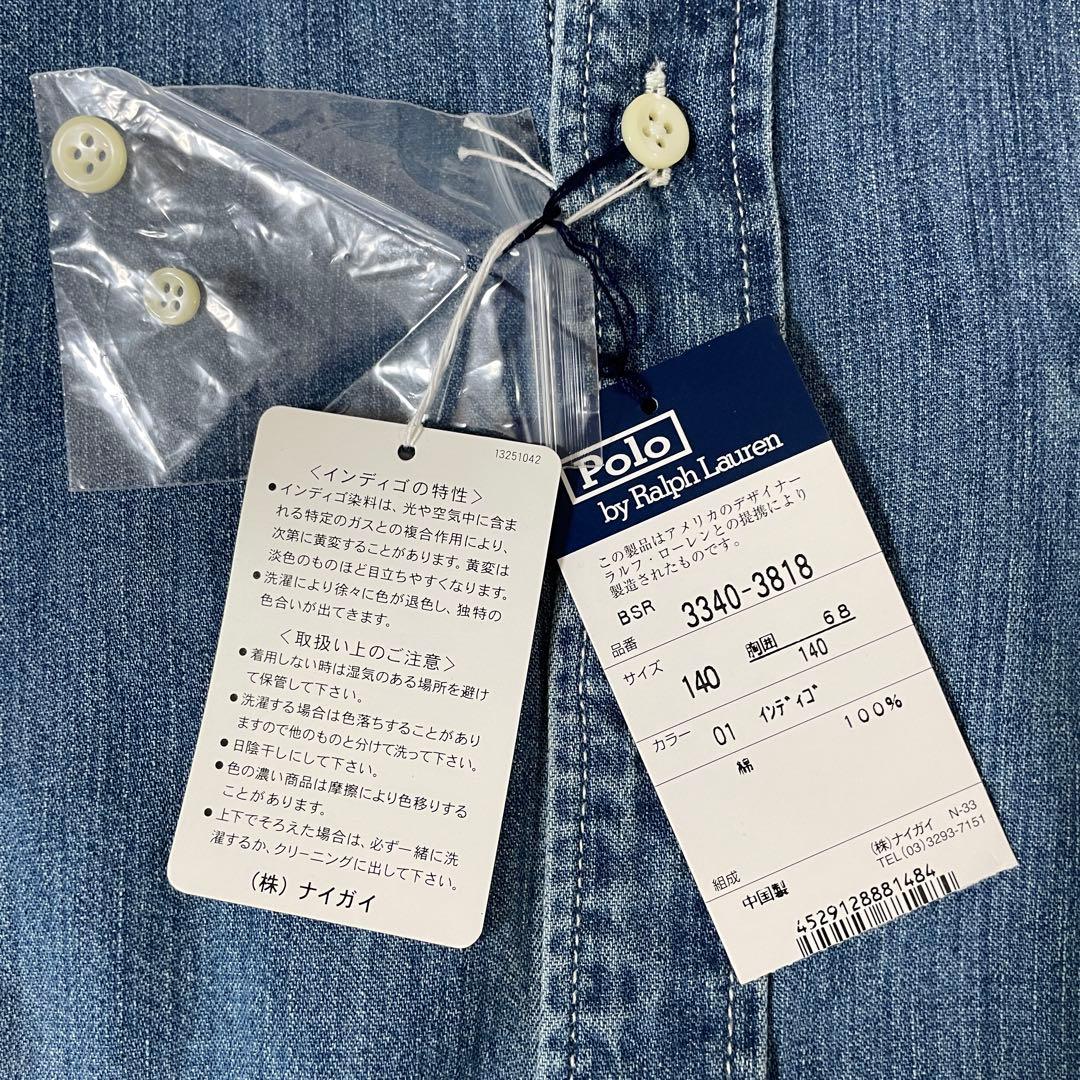 13251042
〈インディゴの特性〉
●インディゴ染料は、光や空気中に含ま
れる特定のガスとの複合作用により、
次第に黄変することがあります。黄変は
淡色のものほど目立ちやすくなります。
●洗濯により徐々に色が退色し、独特の
色合いが出てきます。
〈取扱い上のご注意〉
●着用しない時は湿気のある場所を避け
て保管して下さい。
●洗濯する場合は色落ちすることがあり
ますので他のものと分けて洗って下さい。
●日陰干しにして下さい。
●色の濃い商品は摩擦により色移りする
ことがあります。
●上下でそろえた場合は、必ず一緒に洗
濯するか、クリーニングに出して下さい。
(株)ナイガイ
Polo
by Ralph Lauren
この製品はアメリカのデザイナー
ラルフ・ローレンとの提携により
製造されたものです。
BSR
品番 3340-3818
サイズ 140 胸囲 68
140
カラー 01 ｲﾝﾃﾞｨｺﾞ
綿 100%
組成
(株)ナイガイ N-33
TEL(03)3293-7151
中国製
4529128881484